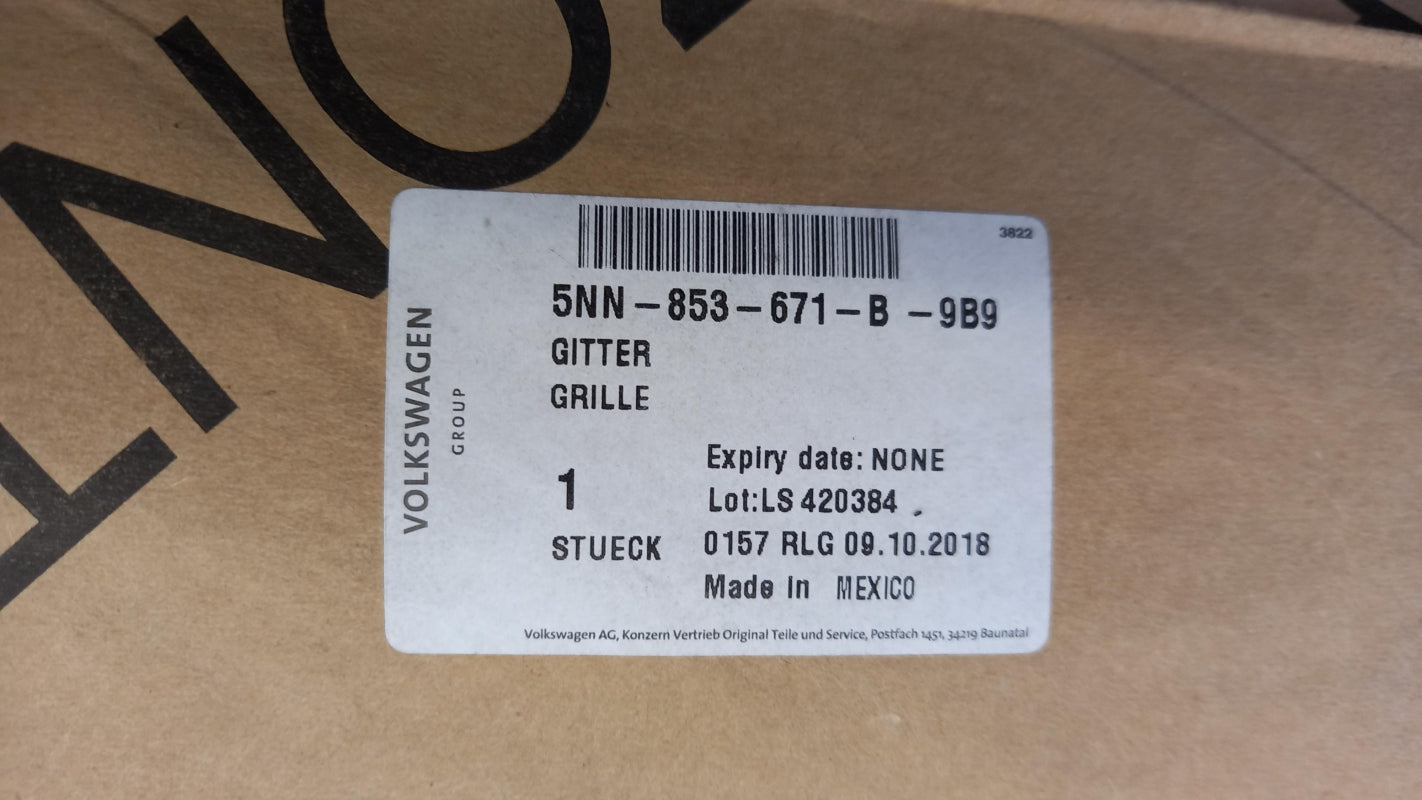 3822
5NN-853-671-B -9B9
GITTER
GRILLE
VOLKSWAGEN
GROUP
1
STUECK
Expiry date: NONE
Lot:LS 420384
0157 RLG 09.10.2018
Made in MEXICO
Volkswagen AG, Konzern Vertrieb Original Teile und Service, Postfach 1451, 34219 Baunatal